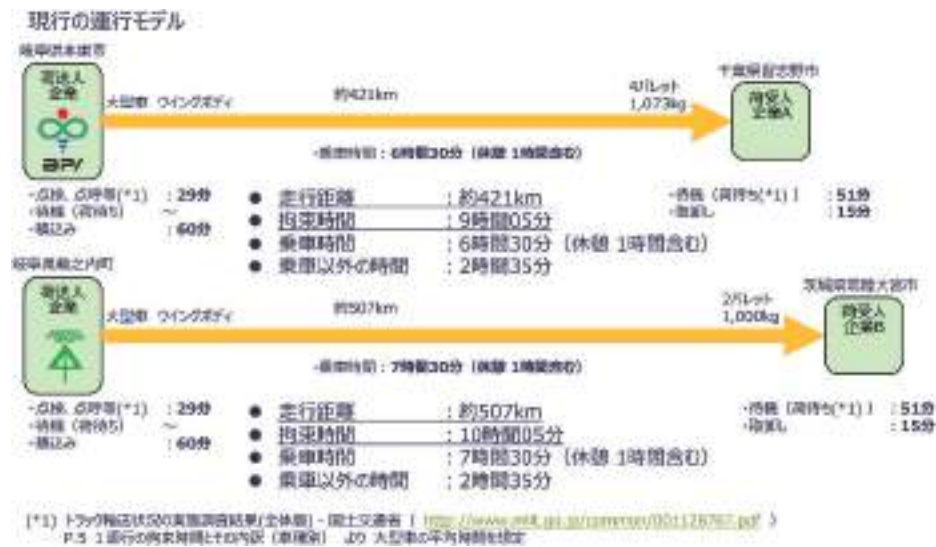 現行の運行モデル
岐阜県本巣市
荷送人
企業
API
大型車 ウイングボディ
約421km
4パレット
1,073kg
千葉県習志野市
荷受人
企業A
・乗車時間：6時間30分（休憩 1時間含む）
・点検、点呼等(*1) ：29分
・待機（荷待ち） ～
・積込み ：60分
● 走行距離 ：約421km
● 拘束時間 ：9時間05分
● 乗車時間 ：6時間30分（休憩 1時間含む）
● 乗車以外の時間 ：2時間35分
・待機（荷待ち(*1)） ：51分
・取卸し ：15分
岐阜県輪之内町
荷送人
企業
大型車 ウイングボディ
約507km
2パレット
1,000kg
茨城県常陸大宮市
荷受人
企業B
・乗車時間：7時間30分（休憩 1時間含む）
・点検、点呼等(*1) ：29分
・待機（荷待ち） ～
・積込み ：60分
● 走行距離 ：約507km
● 拘束時間 ：10時間05分
● 乗車時間 ：7時間30分（休憩 1時間含む）
● 乗車以外の時間 ：2時間35分
・待機（荷待ち(*1)） ：51分
・取卸し ：15分
(*1) トラック輸送状況の実態調査結果(全体版) - 国土交通省 ( http://www.mlit.go.jp/common/001128767.pdf )
P.5 1運行の拘束時間とその内訳（車種別） より 大型車の平均時間を設定